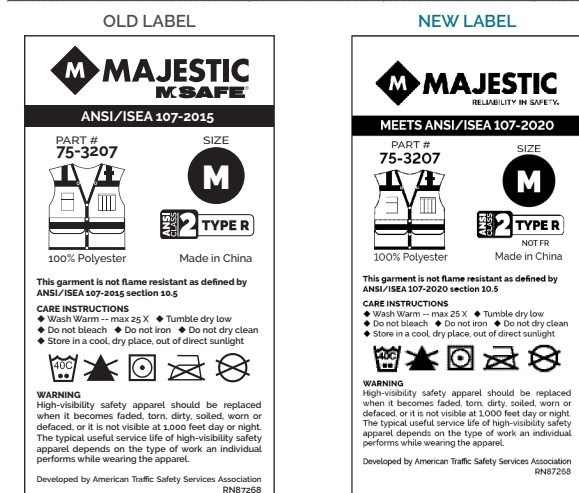 OLD LABEL
M MAJESTIC
M-SAFE®
ANSI/ISEA 107-2015
PART #
75-3207
SIZE
M
ANSI CLASS 2 TYPE R
100% Polyester
Made in China
This garment is not flame resistant as defined by
ANSI/ISEA 107-2015 section 10.5
CARE INSTRUCTIONS
◆ Wash Warm -- max 25 X ◆ Tumble dry low
◆ Do not bleach ◆ Do not iron ◆ Do not dry clean
◆ Store in a cool, dry place, out of direct sunlight
40C
WARNING
High-visibility safety apparel should be replaced
when it becomes faded, torn, dirty, soiled, worn or
defaced, or it is not visible at 1,000 feet day or night.
The typical useful service life of high-visibility safety
apparel depends on the type of work an individual
performs while wearing the apparel.
Developed by American Traffic Safety Services Association
RN87268
NEW LABEL
M MAJESTIC
RELIABILITY IN SAFETY.
MEETS ANSI/ISEA 107-2020
PART #
75-3207
SIZE
M
ANSI CLASS 2 TYPE R
NOT FR
100% Polyester
Made in China
This garment is not flame resistant as defined by
ANSI/ISEA 107-2020 section 10.5
CARE INSTRUCTIONS
◆ Wash Warm -- max 25 X ◆ Tumble dry low
◆ Do not bleach ◆ Do not iron ◆ Do not dry clean
◆ Store in a cool, dry place, out of direct sunlight
40C
WARNING
High-visibility safety apparel should be replaced
when it becomes faded, torn, dirty, soiled, worn or
defaced, or it is not visible at 1,000 feet day or night.
The typical useful service life of high-visibility safety
apparel depends on the type of work an individual
performs while wearing the apparel.
Developed by American Traffic Safety Services Association
RN87268